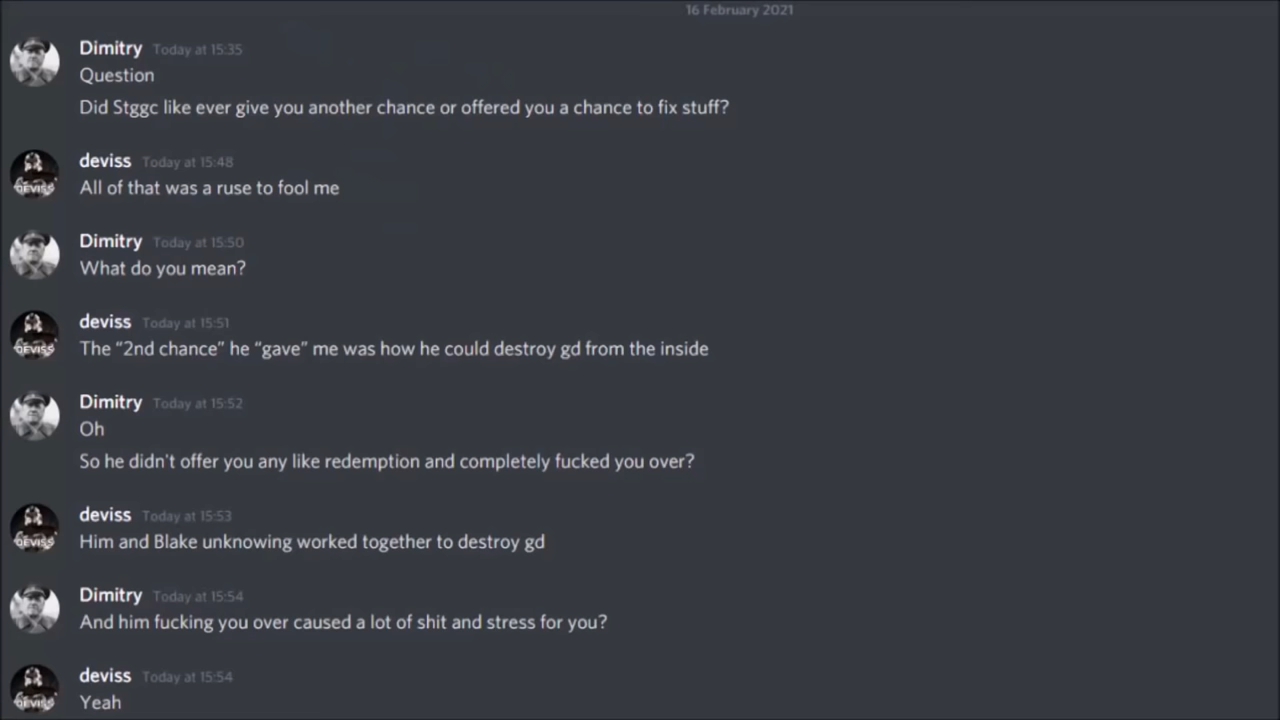 16 February 2021
Dimitry Today at 15:35
Question
Did Stggc like ever give you another chance or offered you a chance to fix stuff?
deviss Today at 15:48
DEVISS
All of that was a ruse to fool me
Dimitry Today at 15:50
What do you mean?
deviss Today at 15:51
DEVISS
The “2nd chance” he “gave” me was how he could destroy gd from the inside
Dimitry Today at 15:52
Oh
So he didn't offer you any like redemption and completely fucked you over?
deviss Today at 15:53
DEVISS
Him and Blake unknowing worked together to destroy gd
Dimitry Today at 15:54
And him fucking you over caused a lot of shit and stress for you?
deviss Today at 15:54
DEVISS
Yeah